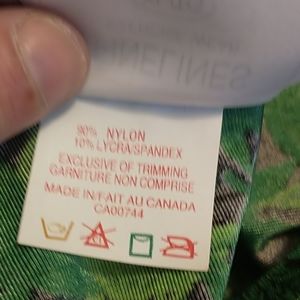 90% NYLON
10% LYCRA/SPANDEX
EXCLUSIVE OF TRIMMING
GARNITURE NON COMPRISE
MADE IN/FAIT AU CANADA
CA00744